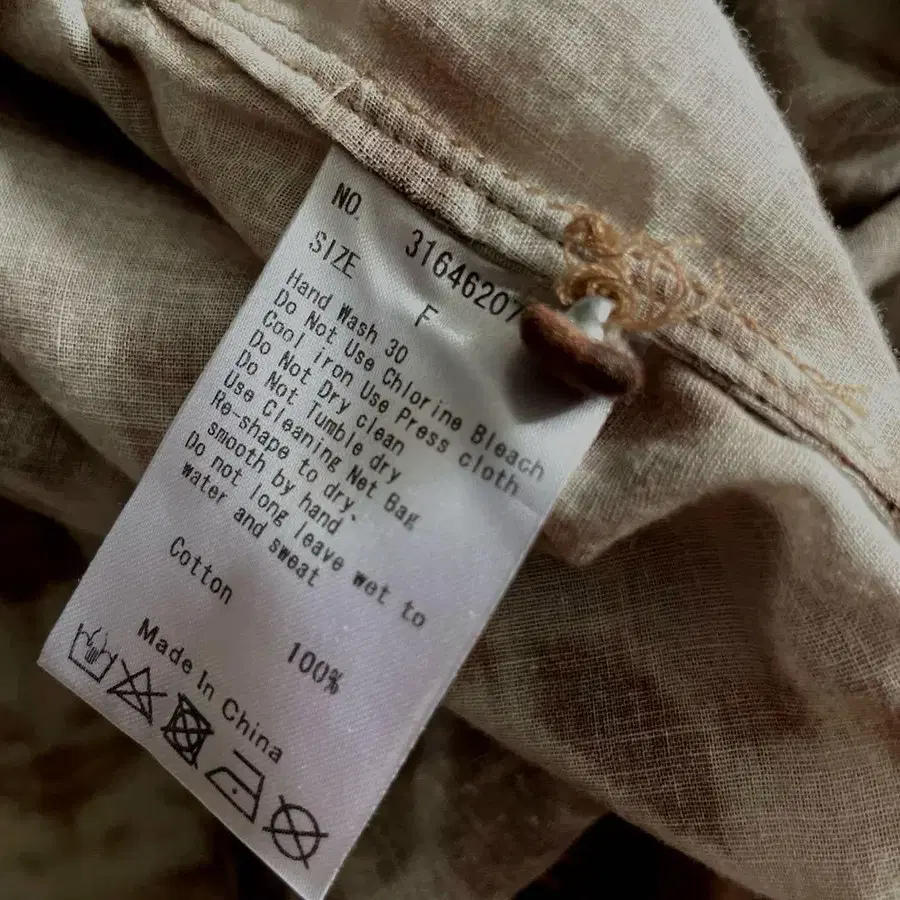 NO. 31646207
SIZE F
Hand Wash 30
Do Not Use Chlorine Bleach
Cool iron Use Press cloth
Do Not Dry clean
Do Not Tumble dry
Use Cleaning Net Bag
Re-shape to dry、
smooth by hand
Do not long leave wet to
water and sweat
Cotton 100%
Made In China